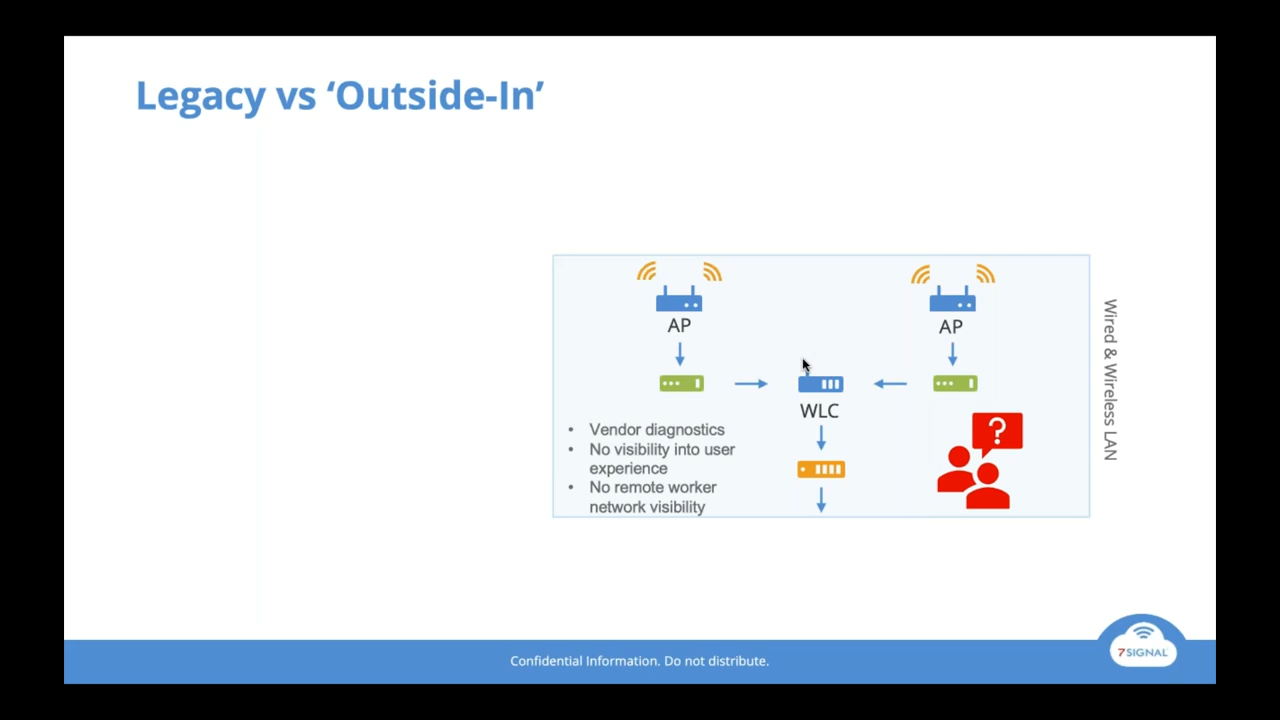 Legacy vs ‘Outside-In’
AP
AP
WLC
• Vendor diagnostics
• No visibility into user
experience
• No remote worker
network visibility
?
Wired & Wireless LAN
Confidential Information. Do not distribute.
7SIGNAL